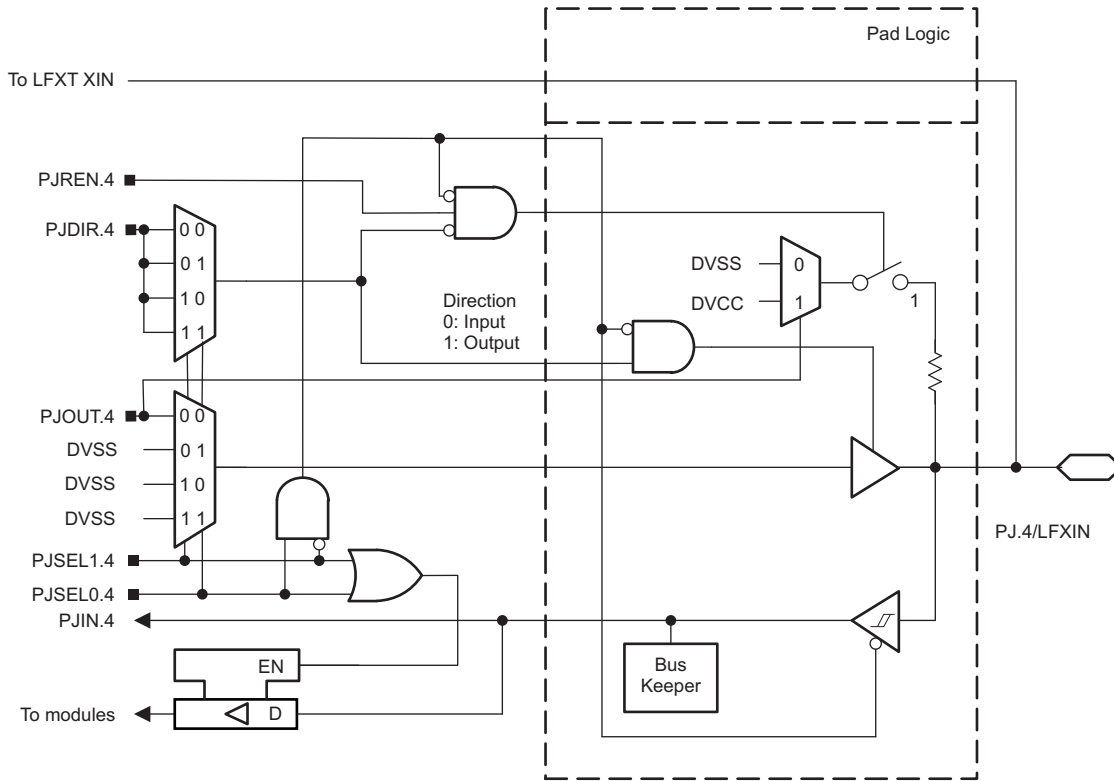 Pad Logic
To LFXT XIN
PJREN.4
PJDIR.4
0 0
0 1
1 0
1 1
Direction
0: Input
1: Output
DVSS
0
DVCC
1
1
PJOUT.4
0 0
DVSS
0 1
DVSS
1 0
DVSS
1 1
PJ.4/LFXIN
PJSEL1.4
PJSEL0.4
PJIN.4
EN
Bus
Keeper
To modules
D